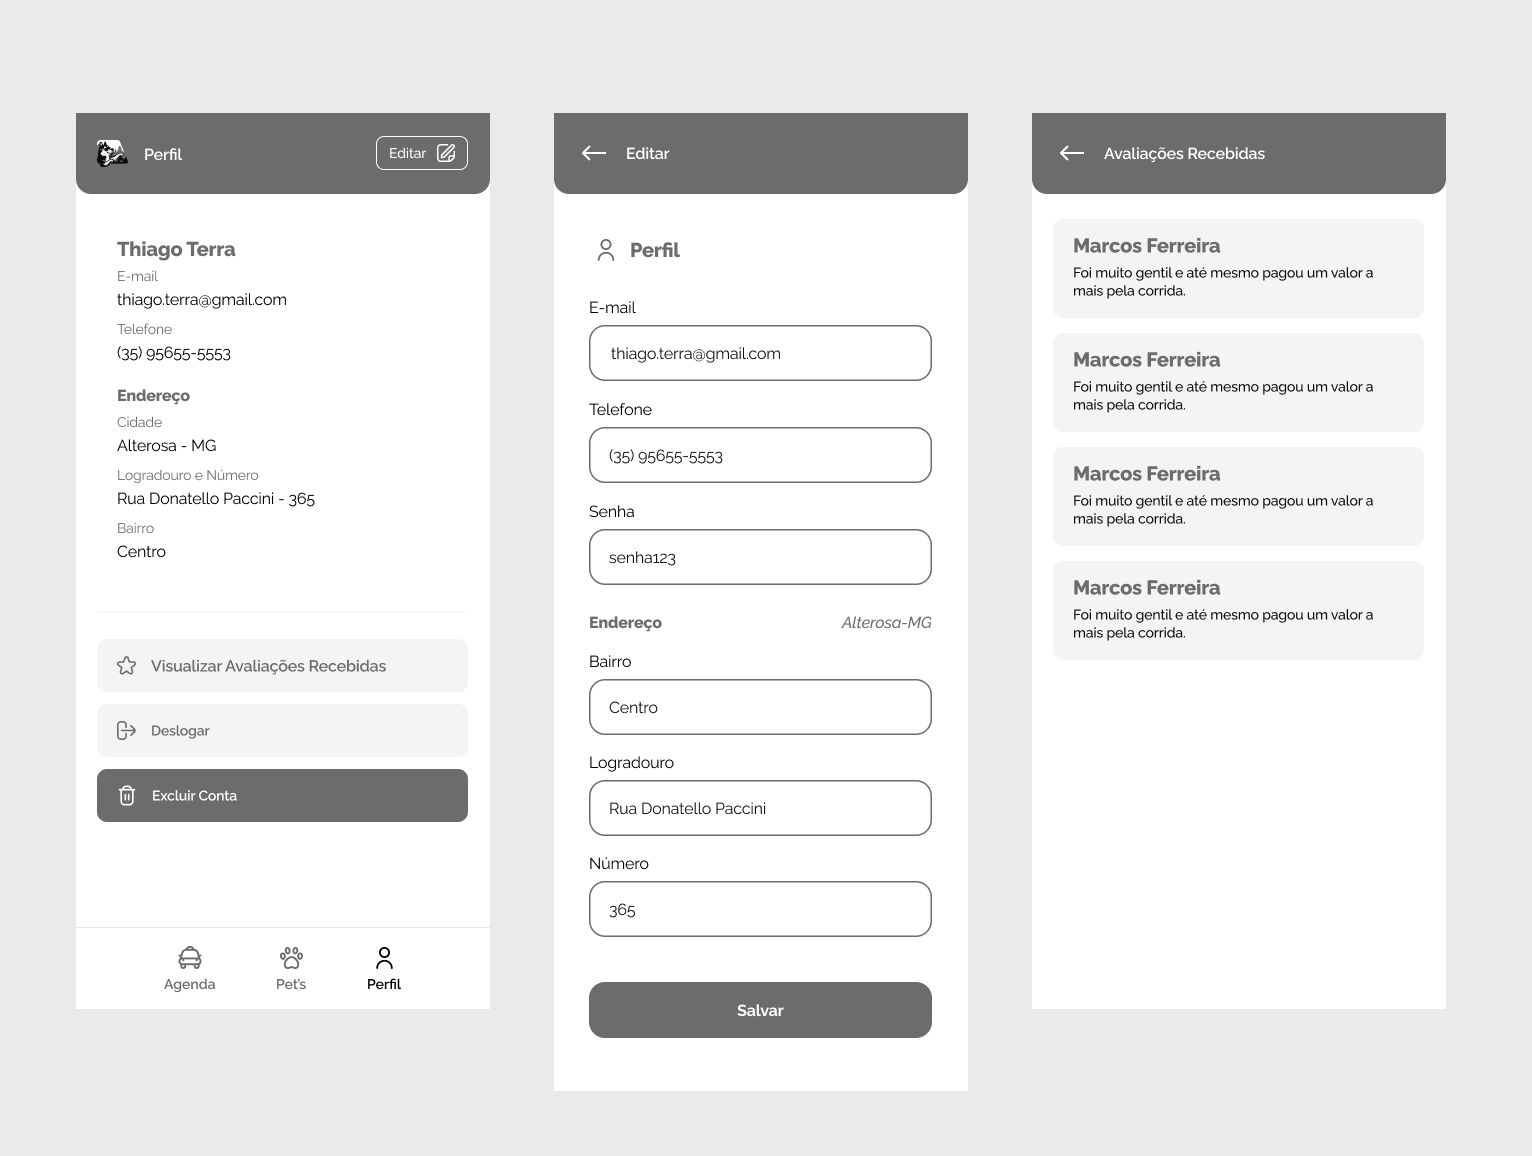 Perfil
Editar
Thiago Terra
E-mail
thiago.terra@gmail.com
Telefone
(35) 95655-5553
Endereço
Cidade
Alterosa - MG
Logradouro e Número
Rua Donatello Paccini - 365
Bairro
Centro
Visualizar Avaliações Recebidas
Deslogar
Excluir Conta
Agenda
Pet's
Perfil
Editar
Perfil
E-mail
thiago.terra@gmail.com
Telefone
(35) 95655-5553
Senha
senha123
Endereço
Alterosa-MG
Bairro
Centro
Logradouro
Rua Donatello Paccini
Número
365
Salvar
Avaliações Recebidas
Marcos Ferreira
Foi muito gentil e até mesmo pagou um valor a
mais pela corrida.
Marcos Ferreira
Foi muito gentil e até mesmo pagou um valor a
mais pela corrida.
Marcos Ferreira
Foi muito gentil e até mesmo pagou um valor a
mais pela corrida.
Marcos Ferreira
Foi muito gentil e até mesmo pagou um valor a
mais pela corrida.